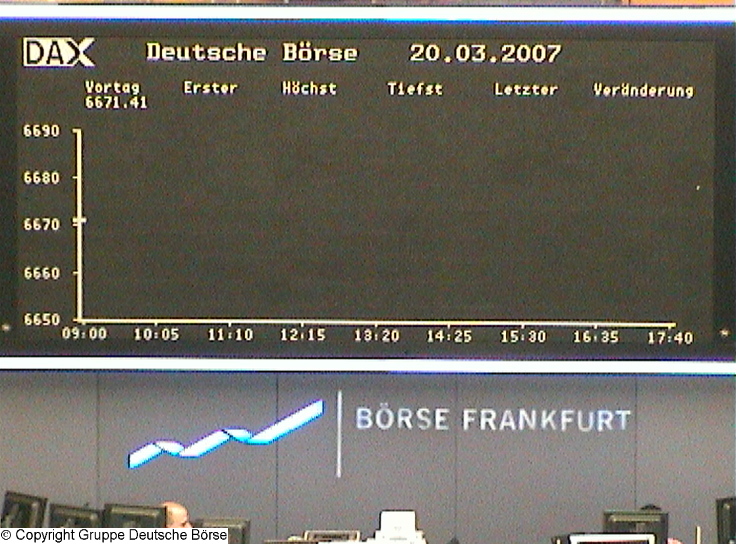 DAX Deutsche Börse 20.03.2007
Vortag Erster Höchst Tiefst Letzter Veränderung
6671.41
6690
6680
6670
6660
6650
09:00 10:05 11:10 12:15 13:20 14:25 15:30 16:35 17:40
BÖRSE FRANKFURT
© Copyright Gruppe Deutsche Börse